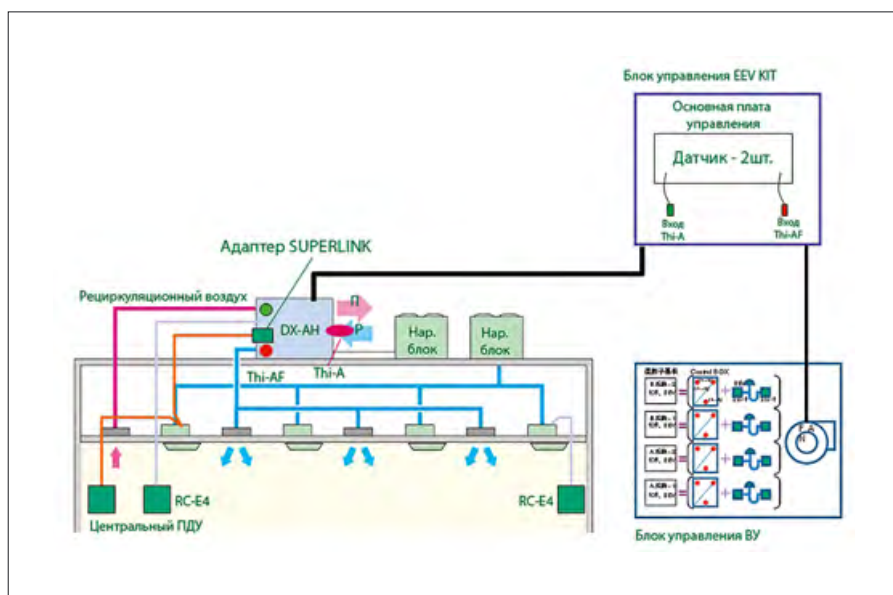 Блок управления EEV KIT
Основная плата
управления
Датчик - 2шт.
Вход
Thi-A
Вход
Thi-AF
Адаптер SUPERLINK
Рециркуляционный воздух
П
DX-AH
Р
Нар.
блок
Нар.
блок
Thi-AF
Thi-A
RC-E4
RC-E4
Центральный ПДУ
Control BOX
F A
N
Блок управления ВУ